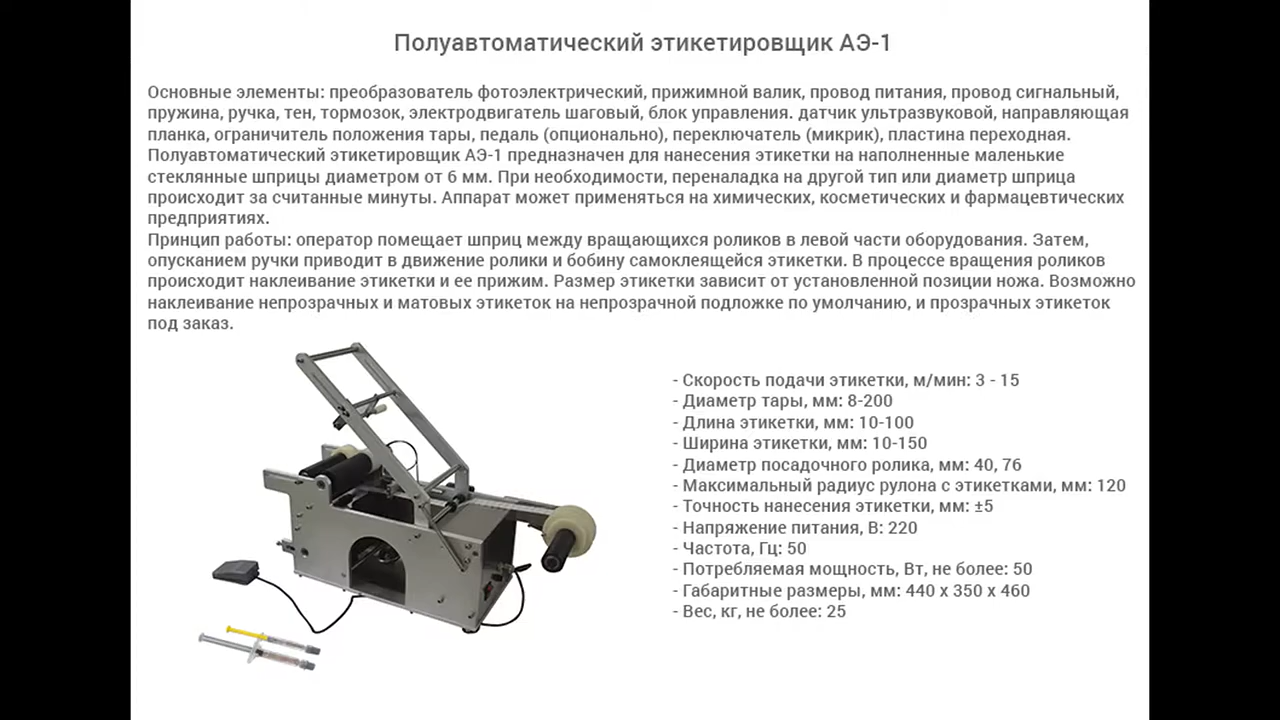 Полуавтоматический этикетировщик АЭ-1
Основные элементы: преобразователь фотоэлектрический, прижимной валик, провод питания, провод сигнальный,
пружина, ручка, тен, тормозок, электродвигатель шаговый, блок управления. датчик ультразвуковой, направляющая
планка, ограничитель положения тары, педаль (опционально), переключатель (микрик), пластина переходная.
Полуавтоматический этикетировщик АЭ-1 предназначен для нанесения этикетки на наполненные маленькие
стеклянные шприцы диаметром от 6 мм. При необходимости, переналадка на другой тип или диаметр шприца
происходит за считанные минуты. Аппарат может применяться на химических, косметических и фармацевтических
предприятиях.
Принцип работы: оператор помещает шприц между вращающихся роликов в левой части оборудования. Затем,
опусканием ручки приводит в движение ролики и бобину самоклеящейся этикетки. В процессе вращения роликов
происходит наклеивание этикетки и ее прижим. Размер этикетки зависит от установленной позиции ножа. Возможно
наклеивание непрозрачных и матовых этикеток на непрозрачной подложке по умолчанию, и прозрачных этикеток
под заказ.
- Скорость подачи этикетки, м/мин: 3 - 15
- Диаметр тары, мм: 8-200
- Длина этикетки, мм: 10-100
- Ширина этикетки, мм: 10-150
- Диаметр посадочного ролика, мм: 40, 76
- Максимальный радиус рулона с этикетками, мм: 120
- Точность нанесения этикетки, мм: ±5
- Напряжение питания, В: 220
- Частота, Гц: 50
- Потребляемая мощность, Вт, не более: 50
- Габаритные размеры, мм: 440 x 350 x 460
- Вес, кг, не более: 25